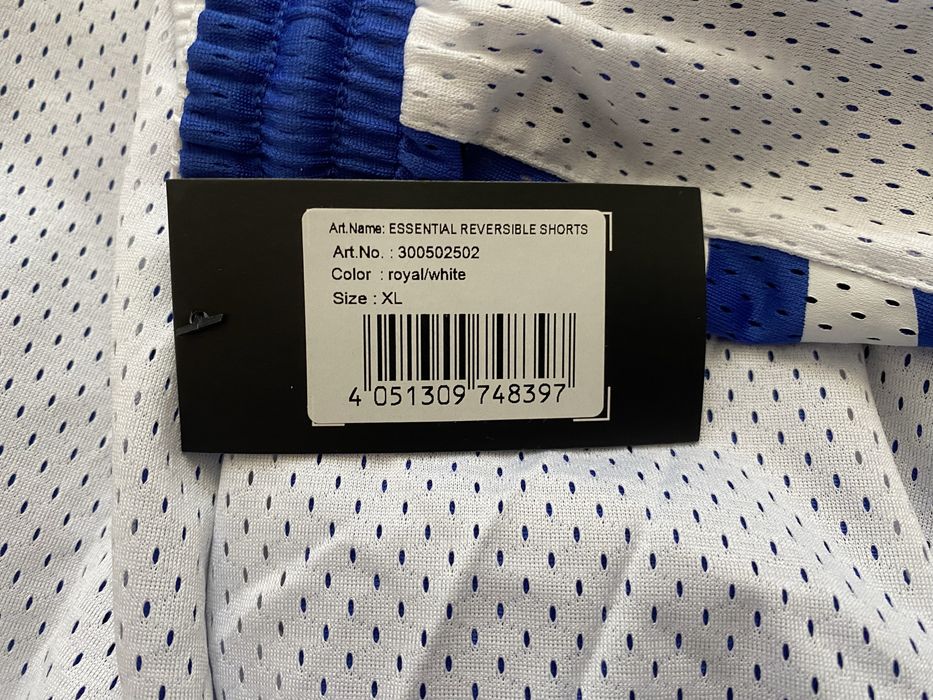 Art.Name: ESSENTIAL REVERSIBLE SHORTS
Art.No. : 300502502
Color : royal/white
Size : XL
4 051309 748397